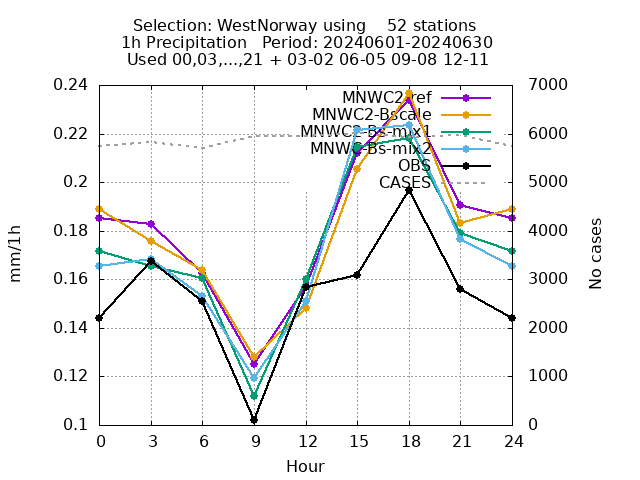 Selection: WestNorway using 52 stations
1h Precipitation Period: 20240601-20240630
Used 00,03,...,21 + 03-02 06-05 09-08 12-11
0.24
0.22
0.2
0.18
0.16
0.14
0.12
0.1
mm/1h
7000
6000
5000
4000
3000
2000
1000
0
No cases
MNWC2-ref
MNWC2-Bscale
MNWC2-Bs-mix1
MNWC2-Bs-mix2
OBS
CASES
0 3 6 9 12 15 18 21 24
Hour